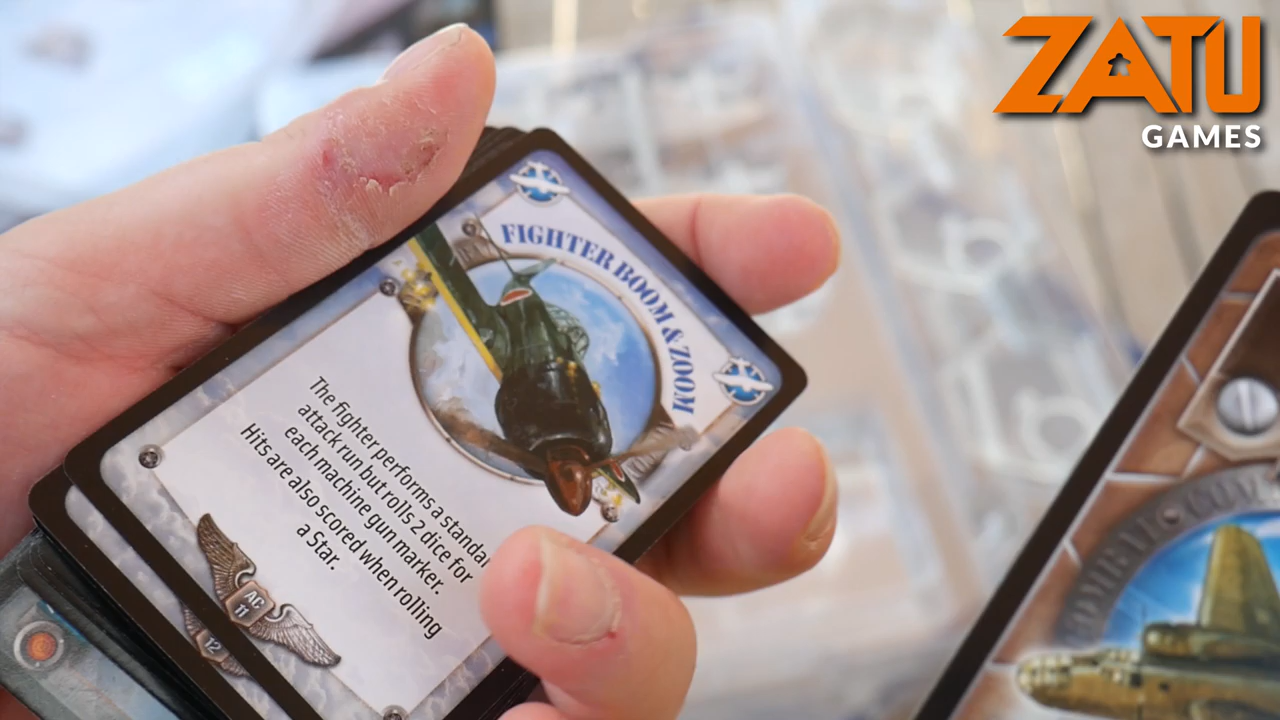 ZATU
GAMES
FIGHTER BOOM & ZOOM
The fighter performs a standar
attack run but rolls 2 dice for
each machine gun marker.
Hits are also scored when rolling
a Star.
AC
11
12